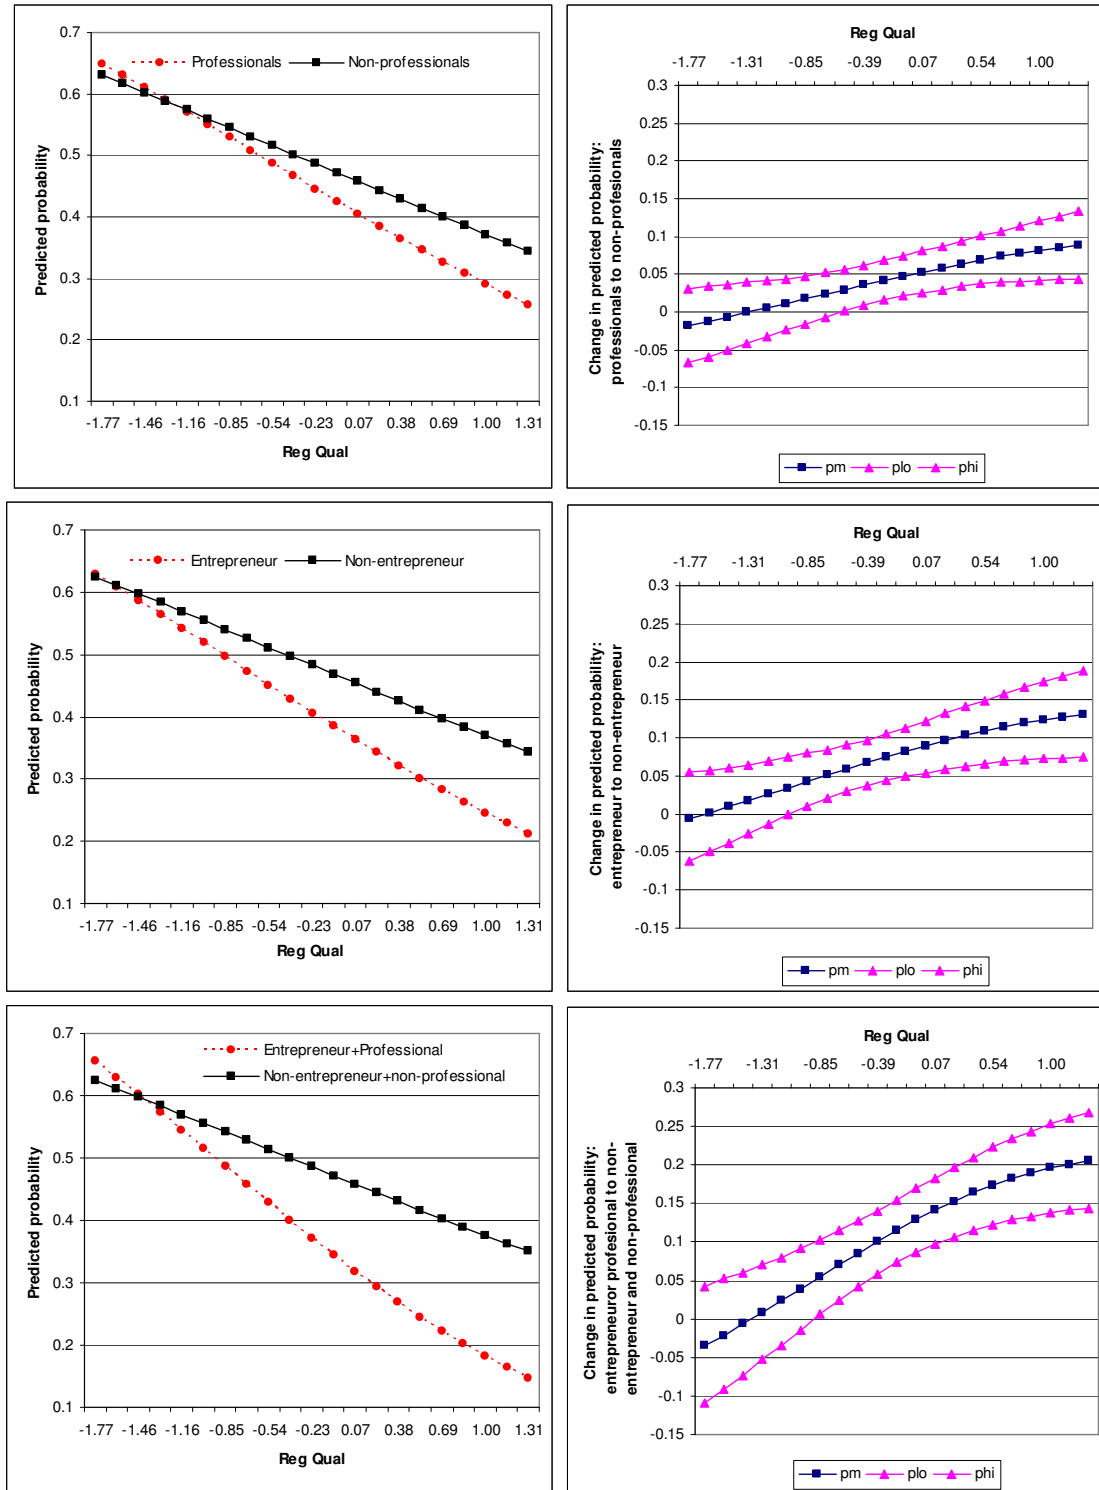 0.7
0.6
0.5
0.4
0.3
0.2
0.1
Predicted probability
Professionals Non-professionals
-1.77 -1.46 -1.16 -0.85 -0.54 -0.23 0.07 0.38 0.69 1.00 1.31
Reg Qual
Reg Qual
-1.77 -1.31 -0.85 -0.39 0.07 0.54 1.00
0.3
0.25
0.2
0.15
0.1
0.05
0
-0.05
-0.1
-0.15
Change in predicted probability:
professionals to non-profesionals
pm plo phi
0.7
0.6
0.5
0.4
0.3
0.2
0.1
Predicted probability
Entrepreneur Non-entrepreneur
-1.77 -1.46 -1.16 -0.85 -0.54 -0.23 0.07 0.38 0.69 1.00 1.31
Reg Qual
Reg Qual
-1.77 -1.31 -0.85 -0.39 0.07 0.54 1.00
0.3
0.25
0.2
0.15
0.1
0.05
0
-0.05
-0.1
-0.15
Change in predicted probability:
entrepreneur to non-entrepreneur
pm plo phi
0.7
0.6
0.5
0.4
0.3
0.2
0.1
Predicted probability
Entrepreneur+Professional
Non-entrepreneur+non-professional
-1.77 -1.46 -1.16 -0.85 -0.54 -0.23 0.07 0.38 0.69 1.00 1.31
Reg Qual
Reg Qual
-1.77 -1.31 -0.85 -0.39 0.07 0.54 1.00
0.3
0.25
0.2
0.15
0.1
0.05
0
-0.05
-0.1
-0.15
Change in predicted probability:
entrepreneuror profesional to non-
entrepreneur and non-professional
pm plo phi